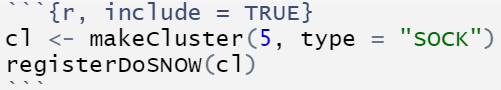 ```{r, include = TRUE}
cl <- makeCluster(5, type = "SOCK")
registerDoSNOW(cl)
```